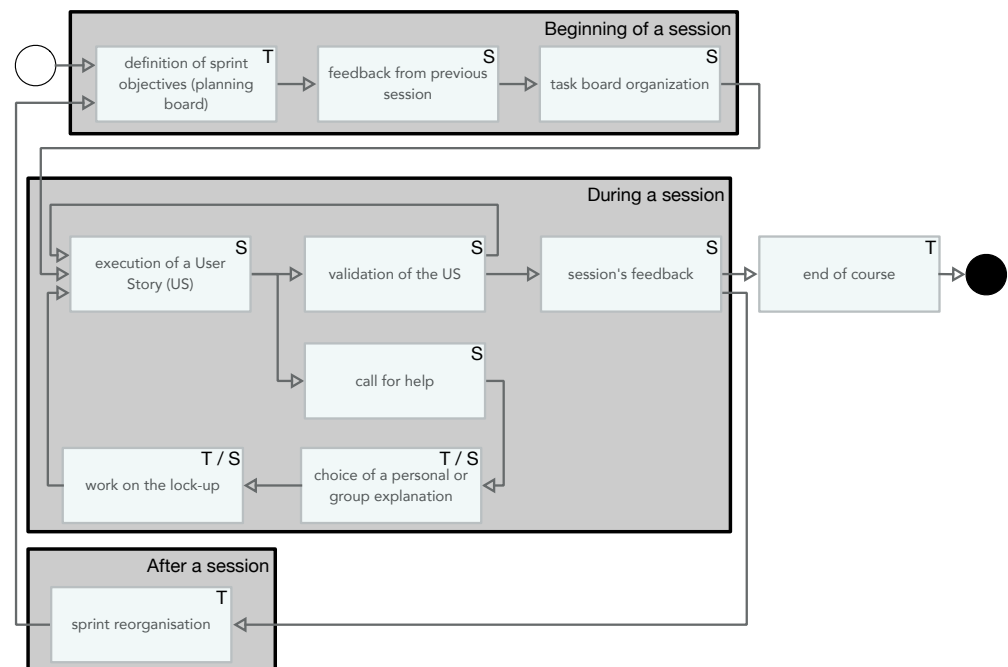 Beginning of a session
T
definition of sprint
objectives (planning
board)
S
feedback from previous
session
S
task board organization
During a session
S
execution of a User
Story (US)
S
validation of the US
S
session's feedback
T
end of course
S
call for help
T / S
work on the lock-up
T / S
choice of a personal or
group explanation
After a session
T
sprint reorganisation